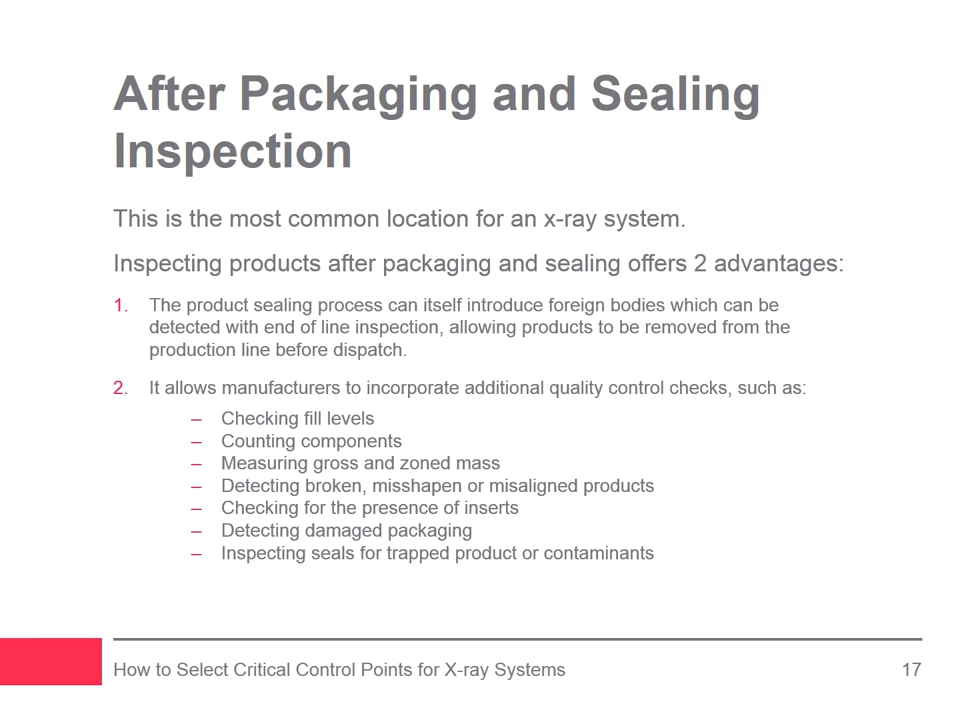 After Packaging and Sealing
Inspection
This is the most common location for an x-ray system.
Inspecting products after packaging and sealing offers 2 advantages:
1. The product sealing process can itself introduce foreign bodies which can be
detected with end of line inspection, allowing products to be removed from the
production line before dispatch.
2. It allows manufacturers to incorporate additional quality control checks, such as:
– Checking fill levels
– Counting components
– Measuring gross and zoned mass
– Detecting broken, misshapen or misaligned products
– Checking for the presence of inserts
– Detecting damaged packaging
– Inspecting seals for trapped product or contaminants
How to Select Critical Control Points for X-ray Systems 17